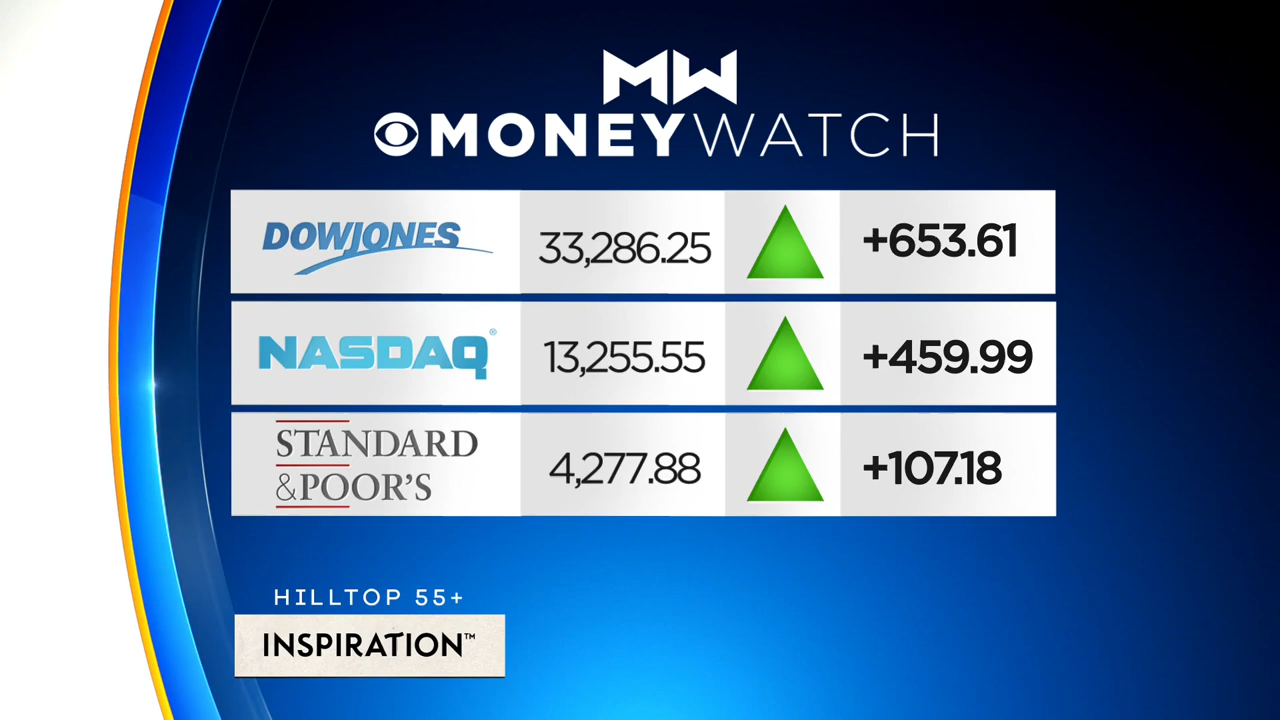 MW
MONEYWATCH
DOWJONES 33,286.25 +653.61
NASDAQ® 13,255.55 +459.99
STANDARD
&POOR'S 4,277.88 +107.18
HILLTOP 55+
INSPIRATION™